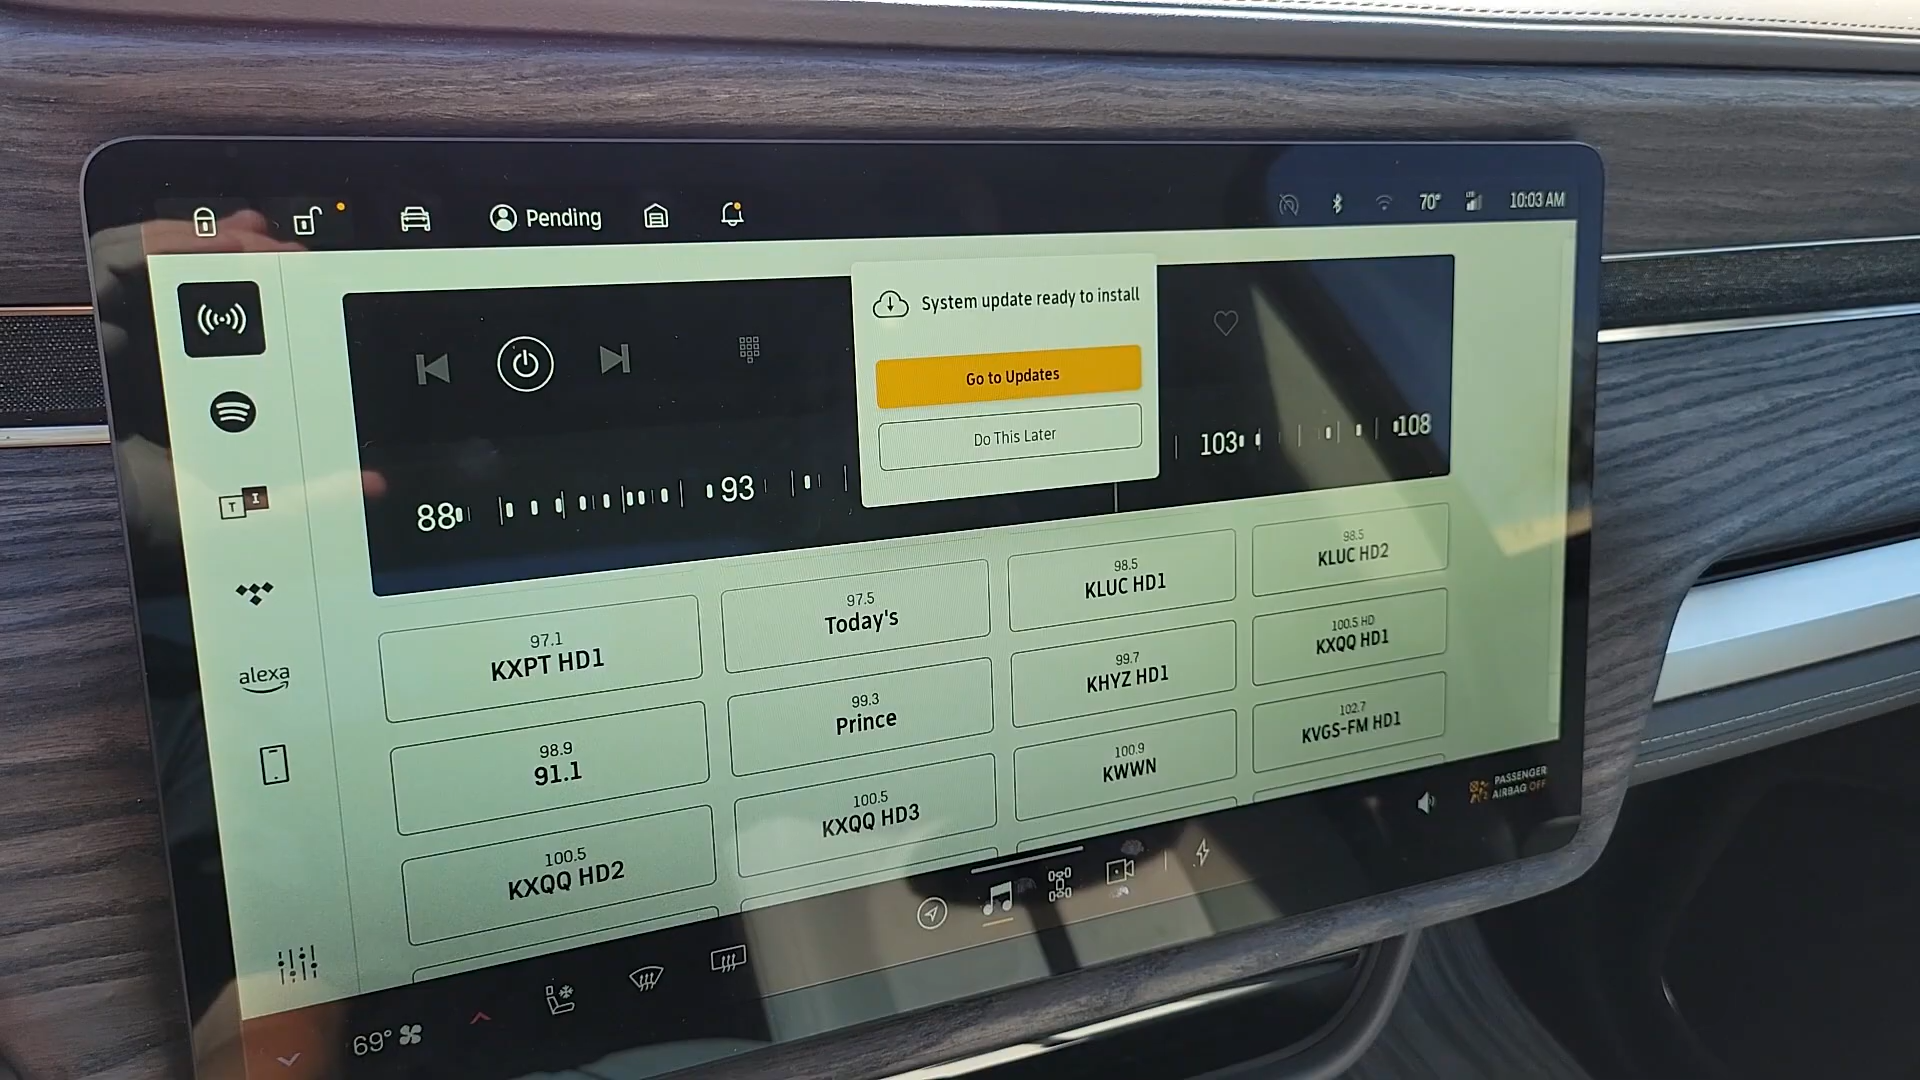 Pending
70°
LTE
10:03 AM
System update ready to install
Go to Updates
Do This Later
88
93
103
108
T
I
alexa
97.1
KXPT HD1
97.5
Today's
98.5
KLUC HD1
98.5
KLUC HD2
98.9
91.1
99.3
Prince
99.7
KHYZ HD1
100.5 HD
KXQQ HD1
100.5
KXQQ HD2
100.5
KXQQ HD3
100.9
KWWN
102.7
KVGS-FM HD1
PASSENGER
AIRBAG OFF
69°